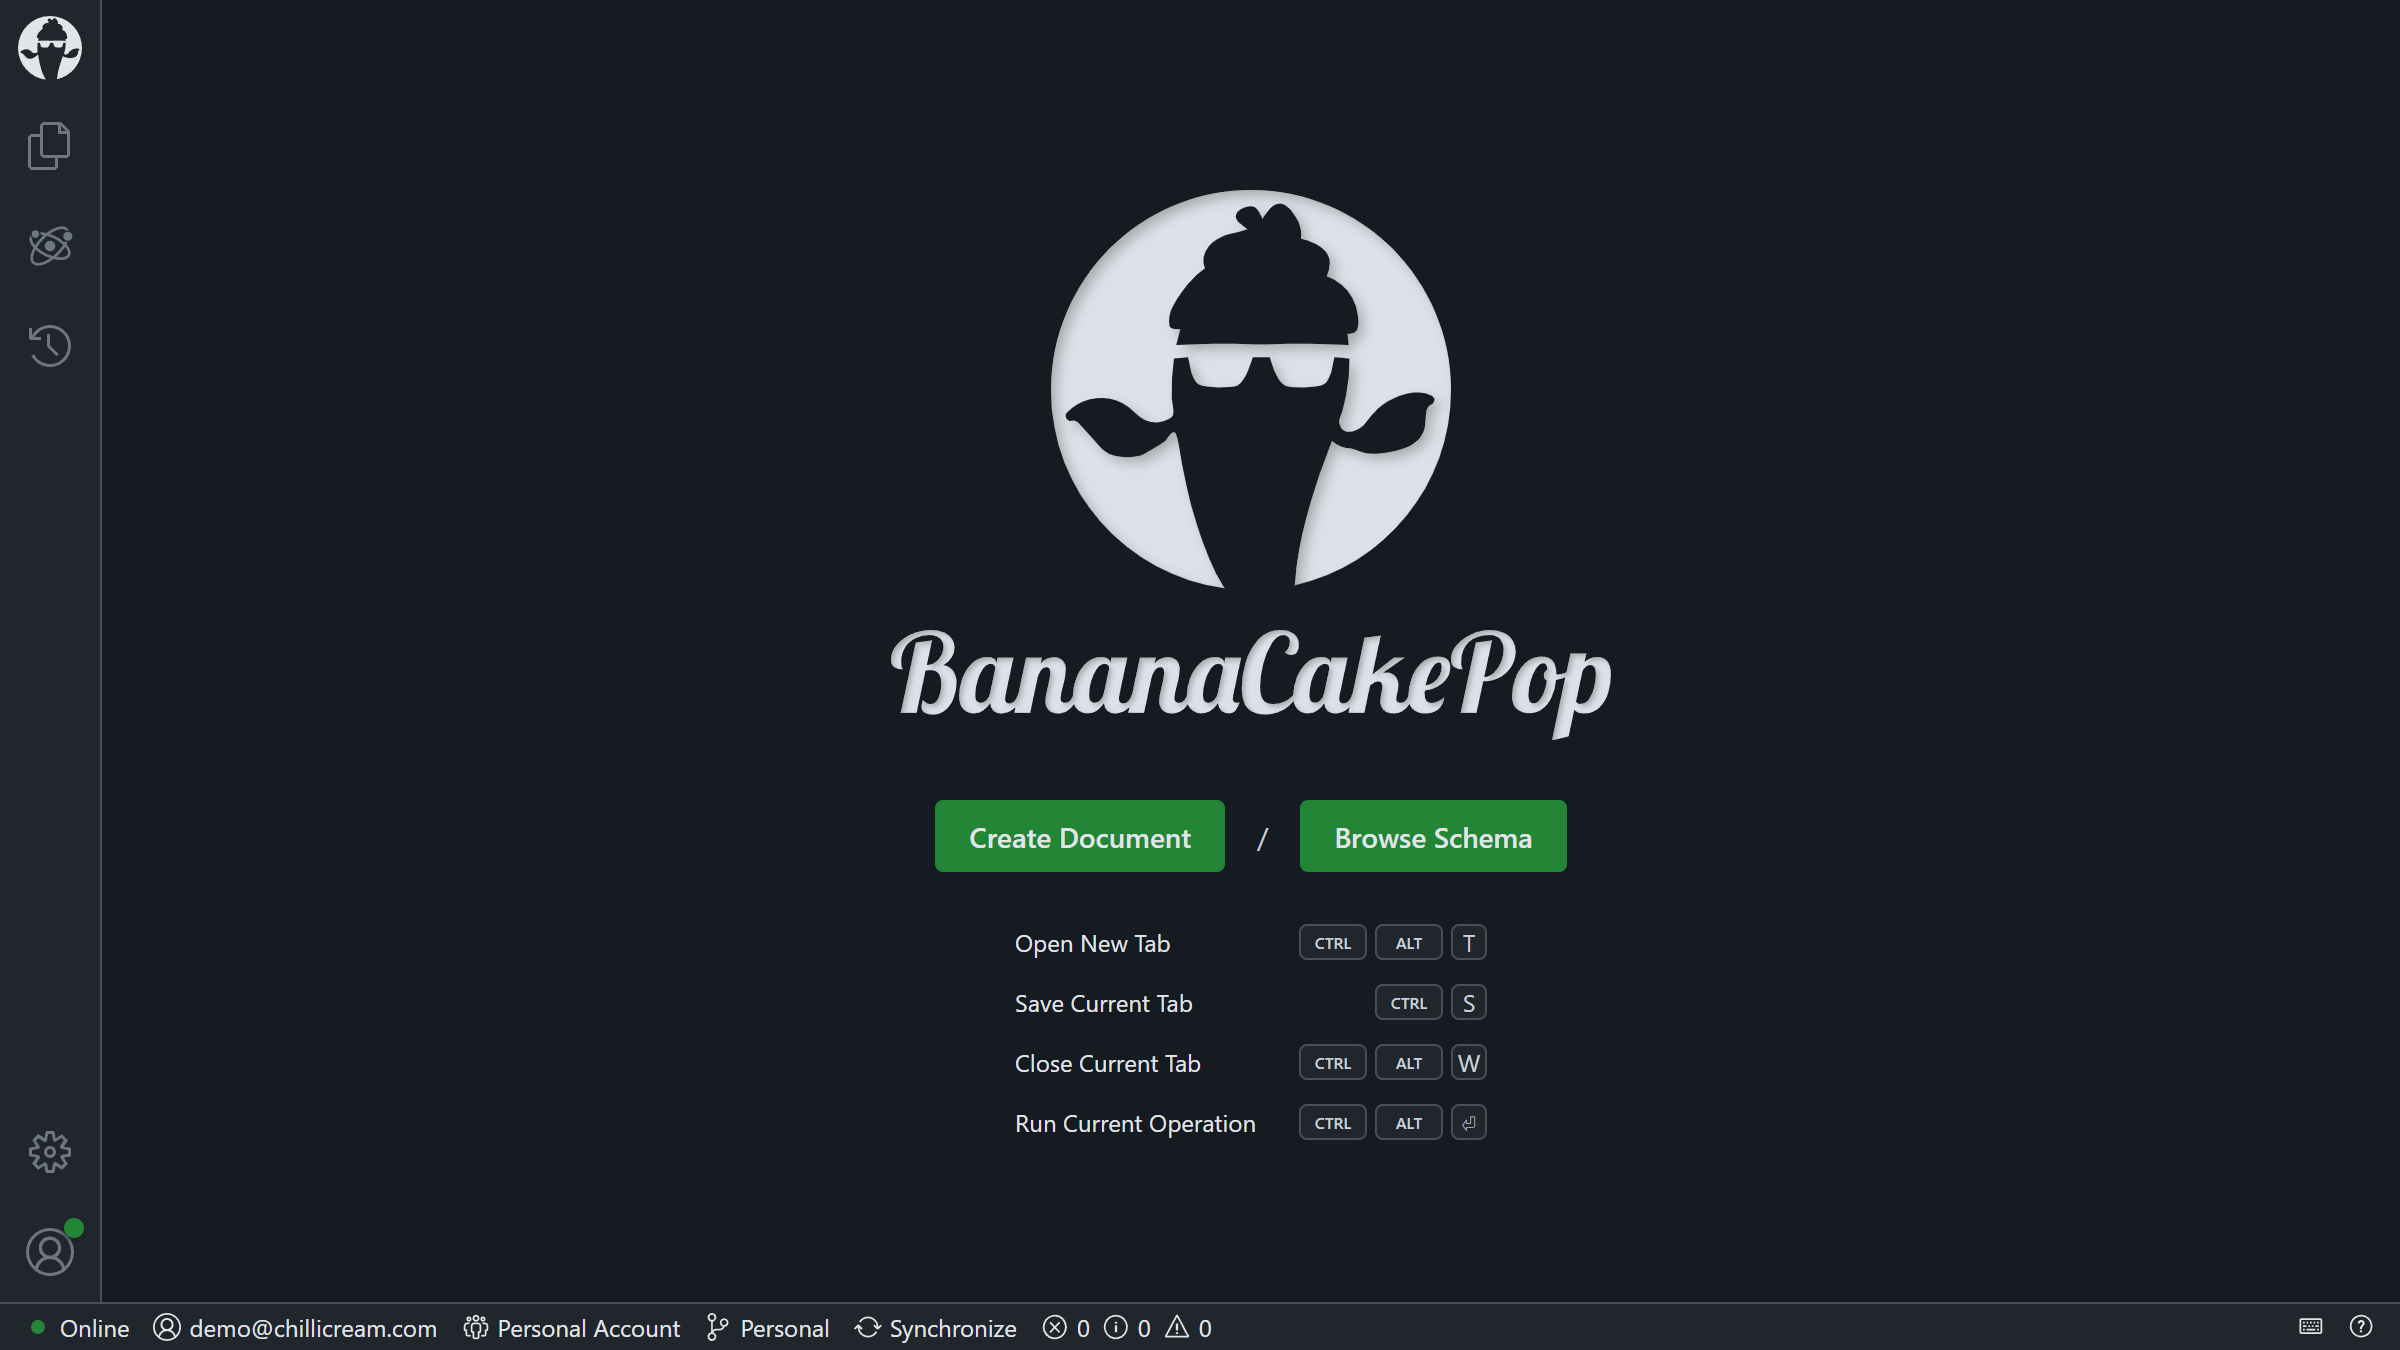 BananaCakePop
Create Document / Browse Schema
Open New Tab CTRL ALT T
Save Current Tab CTRL S
Close Current Tab CTRL ALT W
Run Current Operation CTRL ALT ⏎
Online demo@chillicream.com Personal Account Personal Synchronize 0 0 0